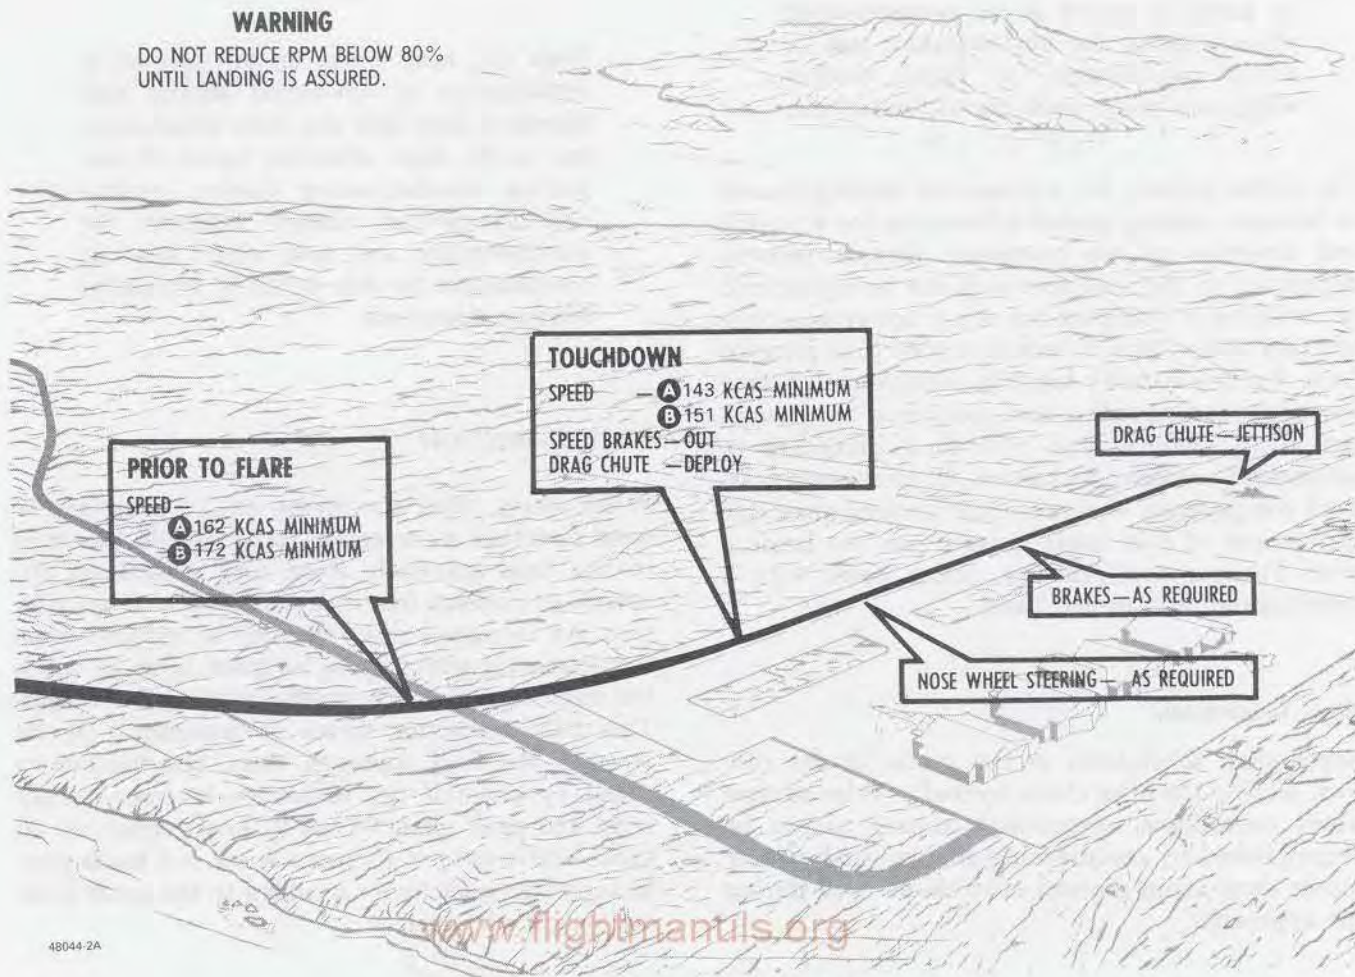 WARNING
DO NOT REDUCE RPM BELOW 80%
UNTIL LANDING IS ASSURED.
TOUCHDOWN
SPEED — A 143 KCAS MINIMUM
B 151 KCAS MINIMUM
SPEED BRAKES—OUT
DRAG CHUTE —DEPLOY
DRAG CHUTE—JETTISON
PRIOR TO FLARE
SPEED—
A 162 KCAS MINIMUM
B 172 KCAS MINIMUM
BRAKES—AS REQUIRED
NOSE WHEEL STEERING— AS REQUIRED
www.flightmantuls.org
48044-2A